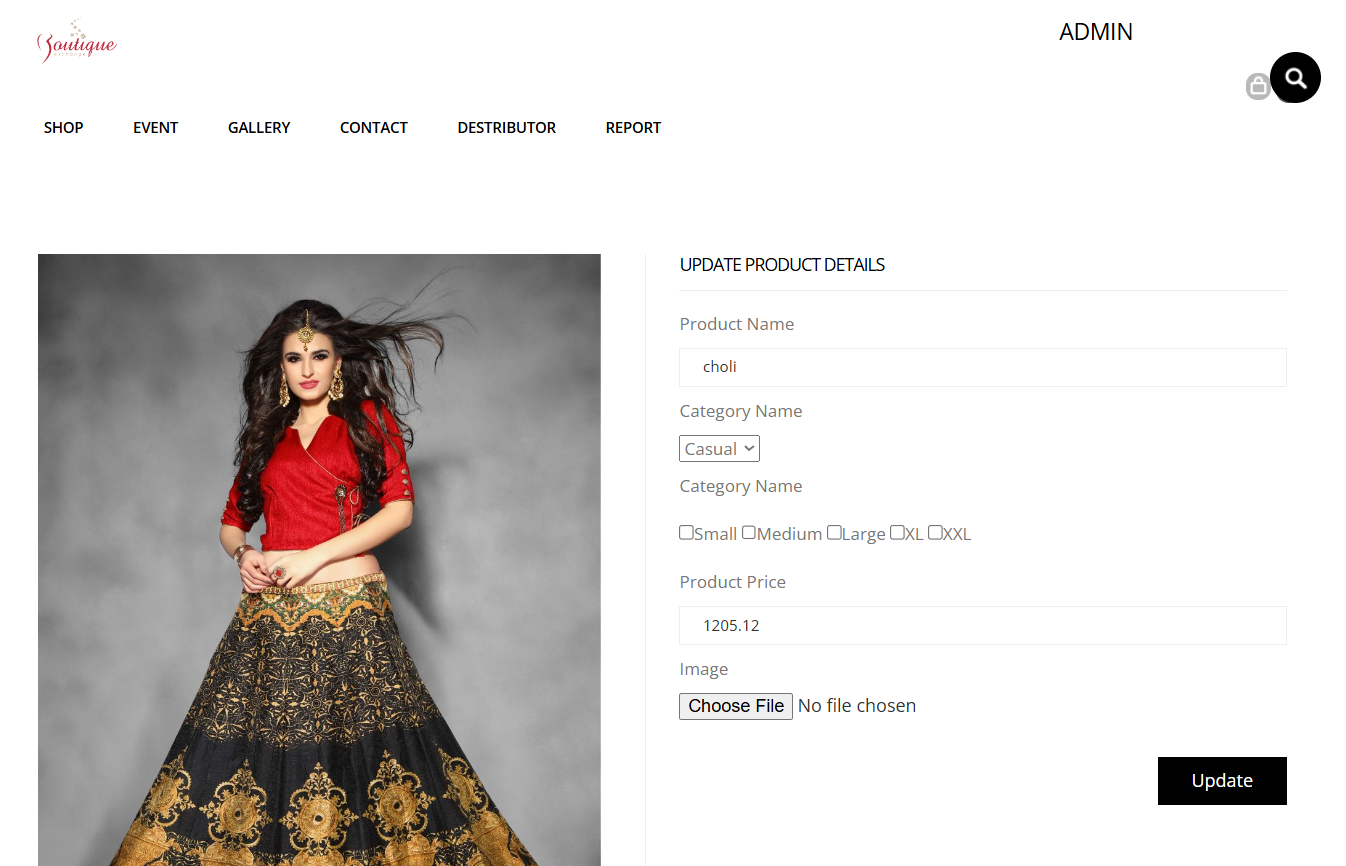 Boutique
exchange
ADMIN
SHOP EVENT GALLERY CONTACT DESTRIBUTOR REPORT
UPDATE PRODUCT DETAILS
Product Name
choli
Category Name
Casual
Category Name
Small Medium Large XL XXL
Product Price
1205.12
Image
Choose File No file chosen
Update